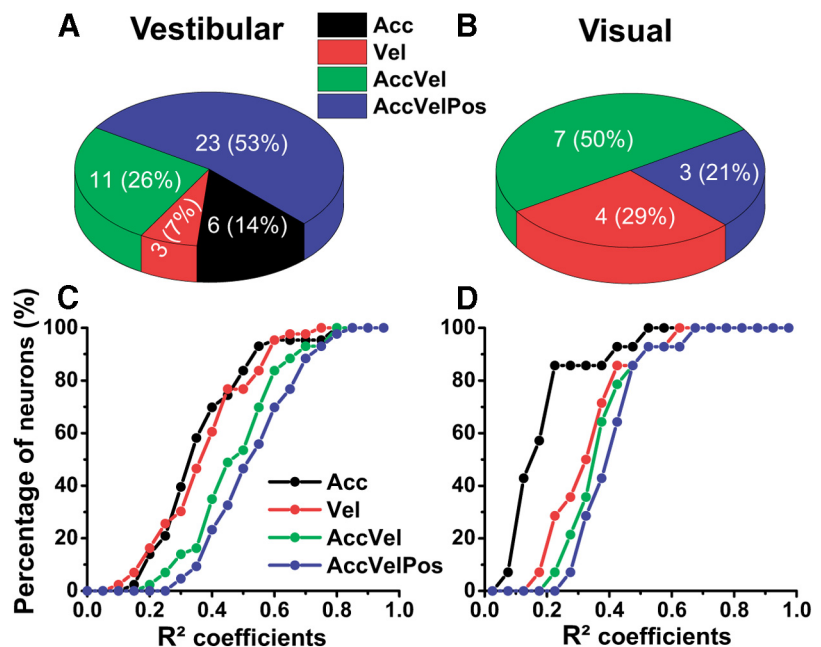 A Vestibular
Acc
Vel
AccVel
AccVelPos
B Visual
23 (53%)
11 (26%)
3 (7%)
6 (14%)
7 (50%)
3 (21%)
4 (29%)
C
Percentage of neurons (%)
100
80
60
40
20
0
0.0 0.2 0.4 0.6 0.8 1.0
R² coefficients
Acc
Vel
AccVel
AccVelPos
D
100
80
60
40
20
0
0.0 0.2 0.4 0.6 0.8 1.0
R² coefficients